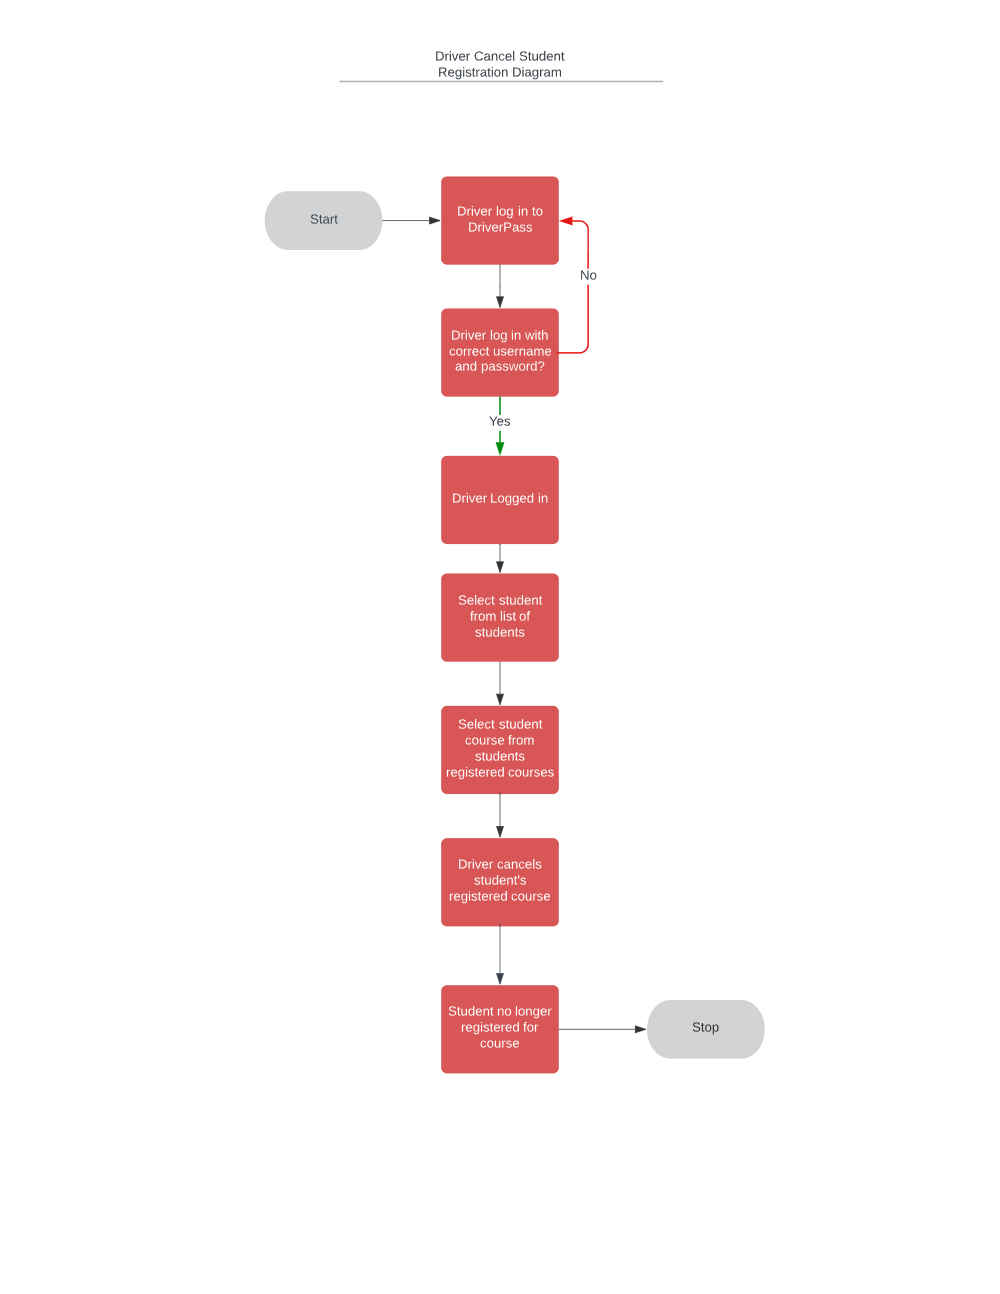 Driver Cancel Student
Registration Diagram
Start
Driver log in to
DriverPass
No
Driver log in with
correct username
and password?
Yes
Driver Logged in
Select student
from list of
students
Select student
course from
students
registered courses
Driver cancels
student's
registered course
Student no longer
registered for
course
Stop